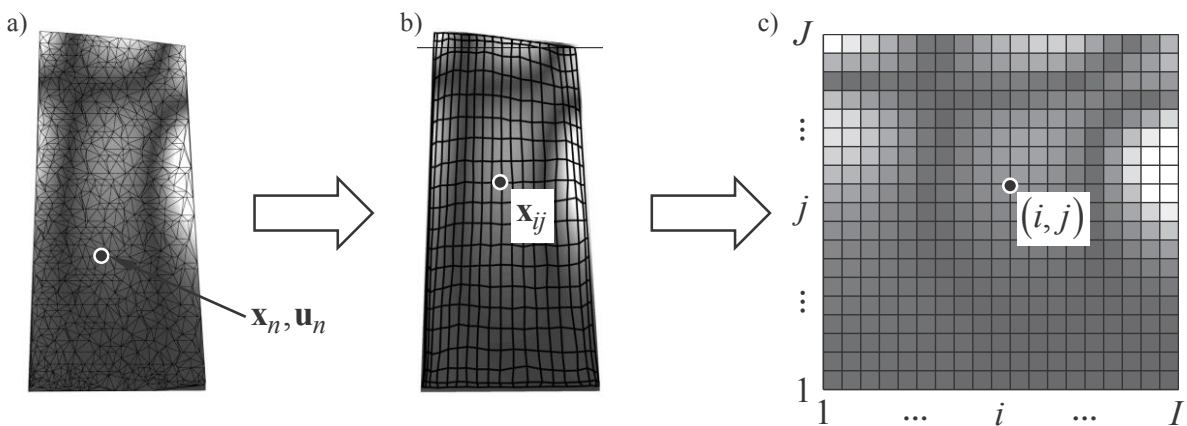 a)
x_n, u_n
b)
x_ij
c)
J
⋮
j
⋮
1
(i, j)
1 ... i ... I